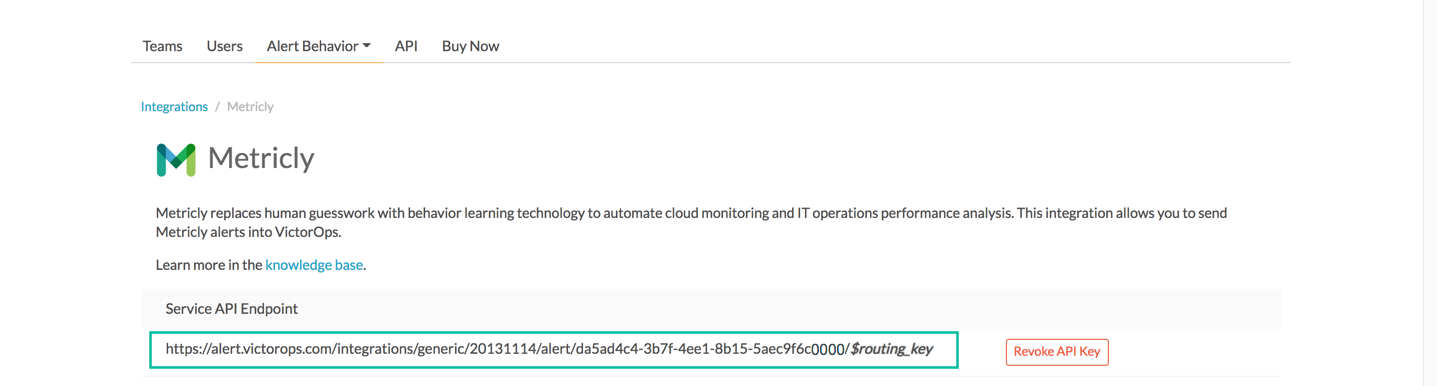 Teams Users Alert Behavior API Buy Now
Integrations / Metricly
Metricly
Metricly replaces human guesswork with behavior learning technology to automate cloud monitoring and IT operations performance analysis. This integration allows you to send
Metricly alerts into VictorOps.
Learn more in the knowledge base.
Service API Endpoint
https://alert.victorops.com/integrations/generic/20131114/alert/da5ad4c4-3b7f-4ee1-8b15-5aec9f6c0000/$routing_key Revoke API Key